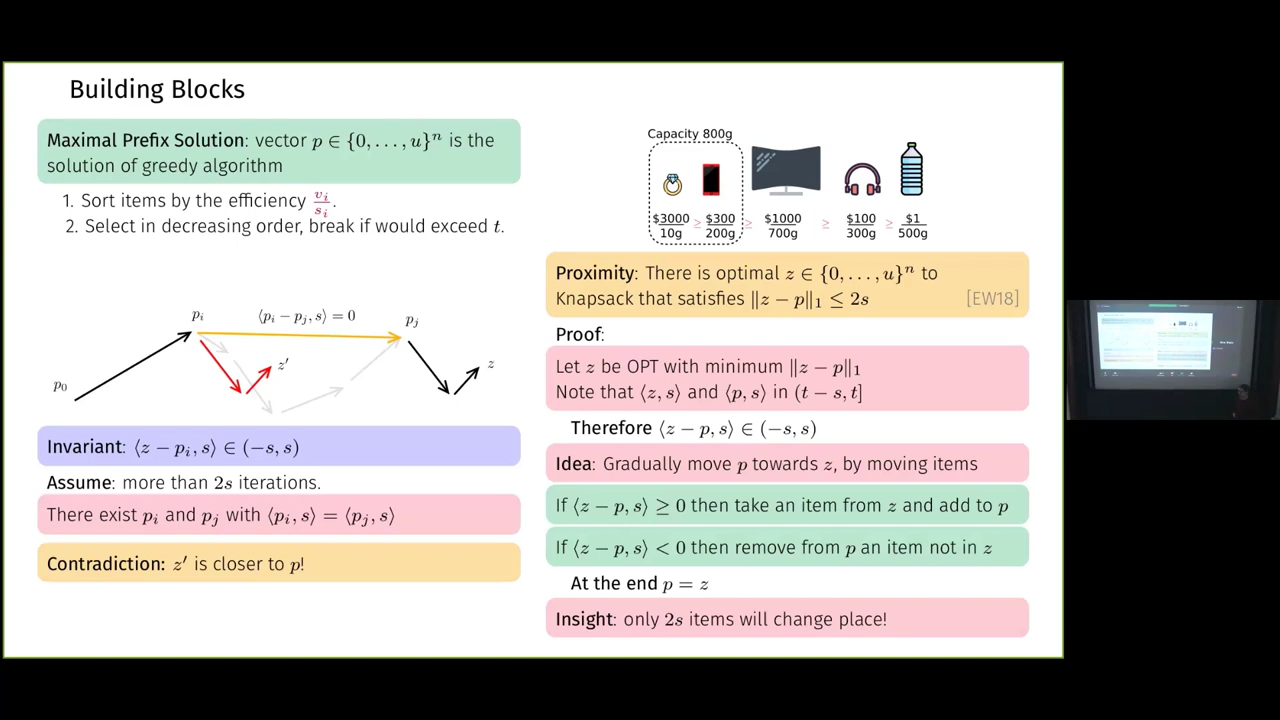 Building Blocks
Maximal Prefix Solution: vector p ∈ {0, . . . , u}ⁿ is the
solution of greedy algorithm
1. Sort items by the efficiency vᵢ/sᵢ.
2. Select in decreasing order, break if would exceed t.
p₀
pᵢ
⟨pᵢ − pⱼ, s⟩ = 0
pⱼ
z′
z
Invariant: ⟨z − pᵢ, s⟩ ∈ (−s, s)
Assume: more than 2s iterations.
There exist pᵢ and pⱼ with ⟨pᵢ, s⟩ = ⟨pⱼ, s⟩
Contradiction: z′ is closer to p!
Capacity 800g
$3000 ≥ $300 ≥ $1000 ≥ $100 ≥ $1
10g 200g 700g 300g 500g
Proximity: There is optimal z ∈ {0, . . . , u}ⁿ to
Knapsack that satisfies ‖z − p‖₁ ≤ 2s [EW18]
Proof:
Let z be OPT with minimum ‖z − p‖₁
Note that ⟨z, s⟩ and ⟨p, s⟩ in (t − s, t]
Therefore ⟨z − p, s⟩ ∈ (−s, s)
Idea: Gradually move p towards z, by moving items
If ⟨z − p, s⟩ ≥ 0 then take an item from z and add to p
If ⟨z − p, s⟩ < 0 then remove from p an item not in z
At the end p = z
Insight: only 2s items will change place!